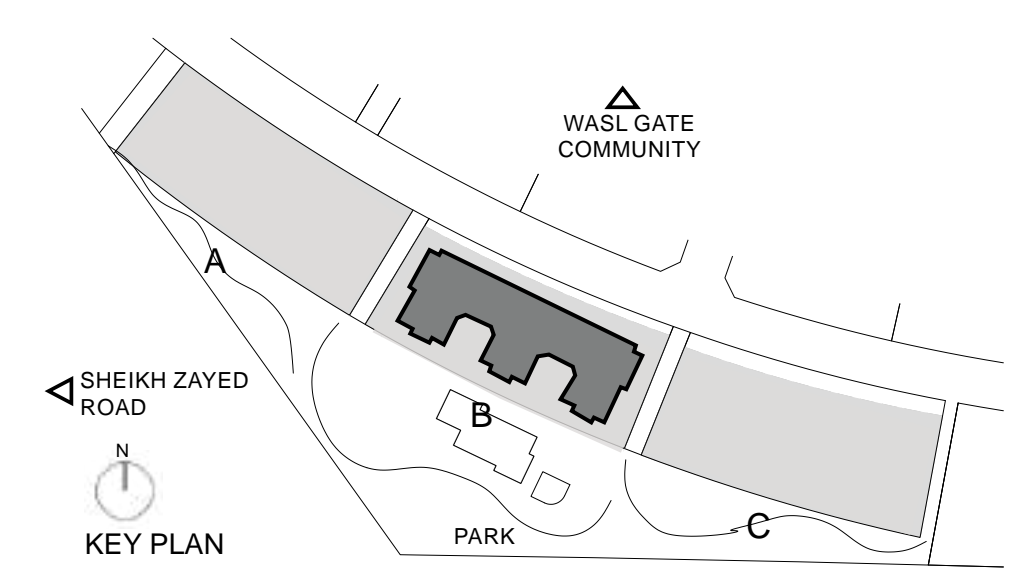 WASL GATE
COMMUNITY
A
SHEIKH ZAYED
ROAD
B
N
KEY PLAN
PARK
C